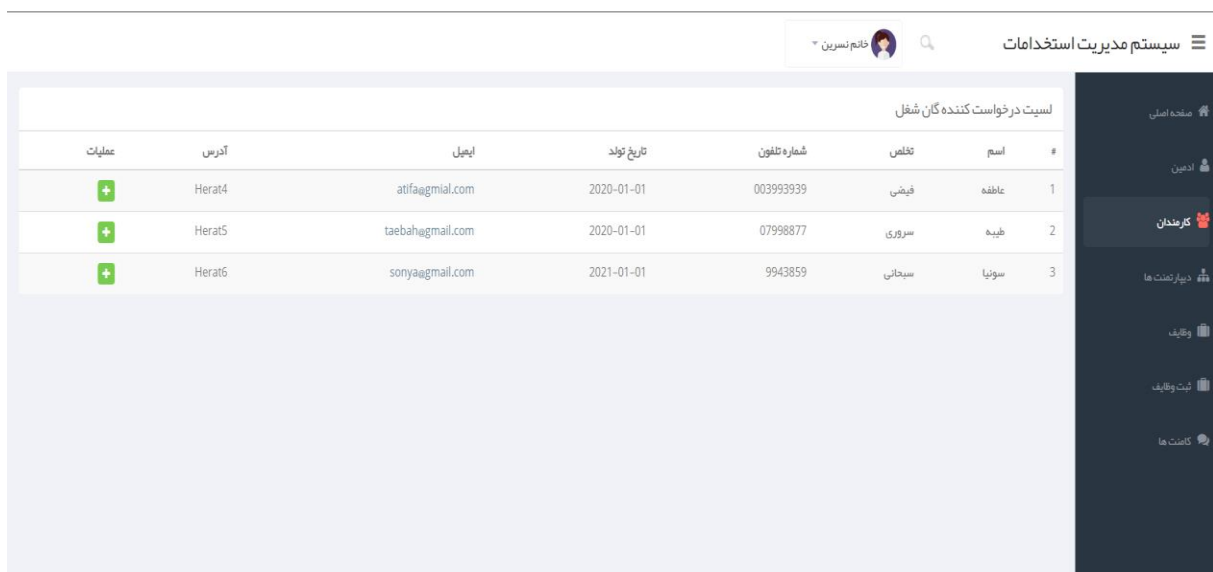 سیستم مدیریت استخدامات
خانم نسرین
صفحه اصلی
ادمین
کارمندان
دیپارتمنت ها
وظایف
ثبت وظایف
کامنت ها
لسیت درخواست کننده گان شغل
# اسم تخلص شماره تلفون تاریخ تولد ایمیل آدرس عملیات
1 عاطفه فیضی 003993939 2020-01-01 atifa@gmial.com Herat4
2 طیبه سروری 07998877 2020-01-01 taebah@gmail.com Herat5
3 سونیا سبحانی 9943859 2021-01-01 sonya@gmail.com Herat6